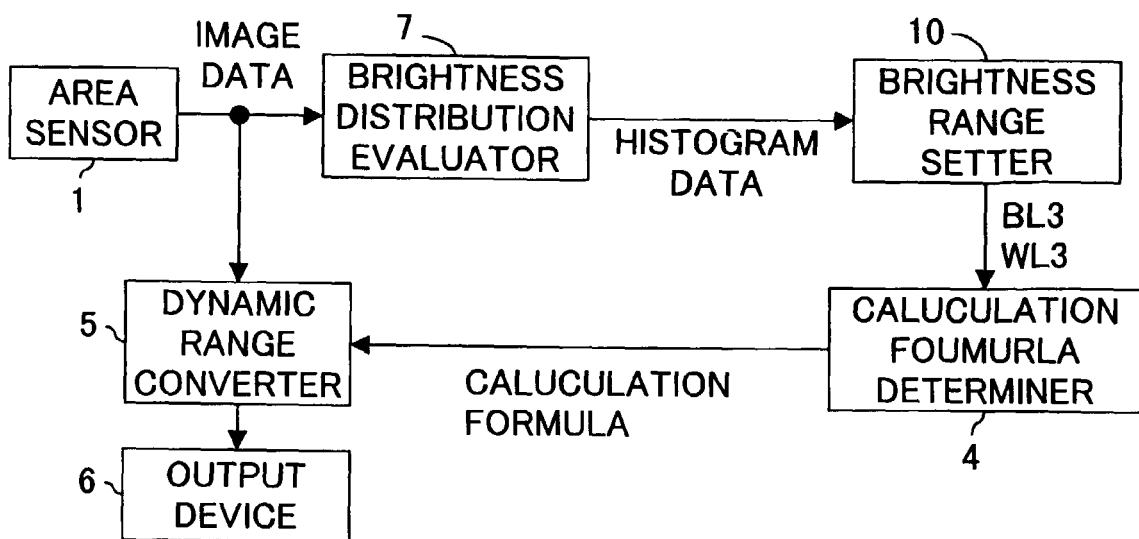 IMAGE
DATA
7
10
AREA
SENSOR
1
BRIGHTNESS
DISTRIBUTION
EVALUATOR
HISTOGRAM
DATA
BRIGHTNESS
RANGE
SETTER
BL3
WL3
5
DYNAMIC
RANGE
CONVERTER
CALUCULATION
FORMULA
CALUCULATION
FOUMURLA
DETERMINER
4
6
OUTPUT
DEVICE